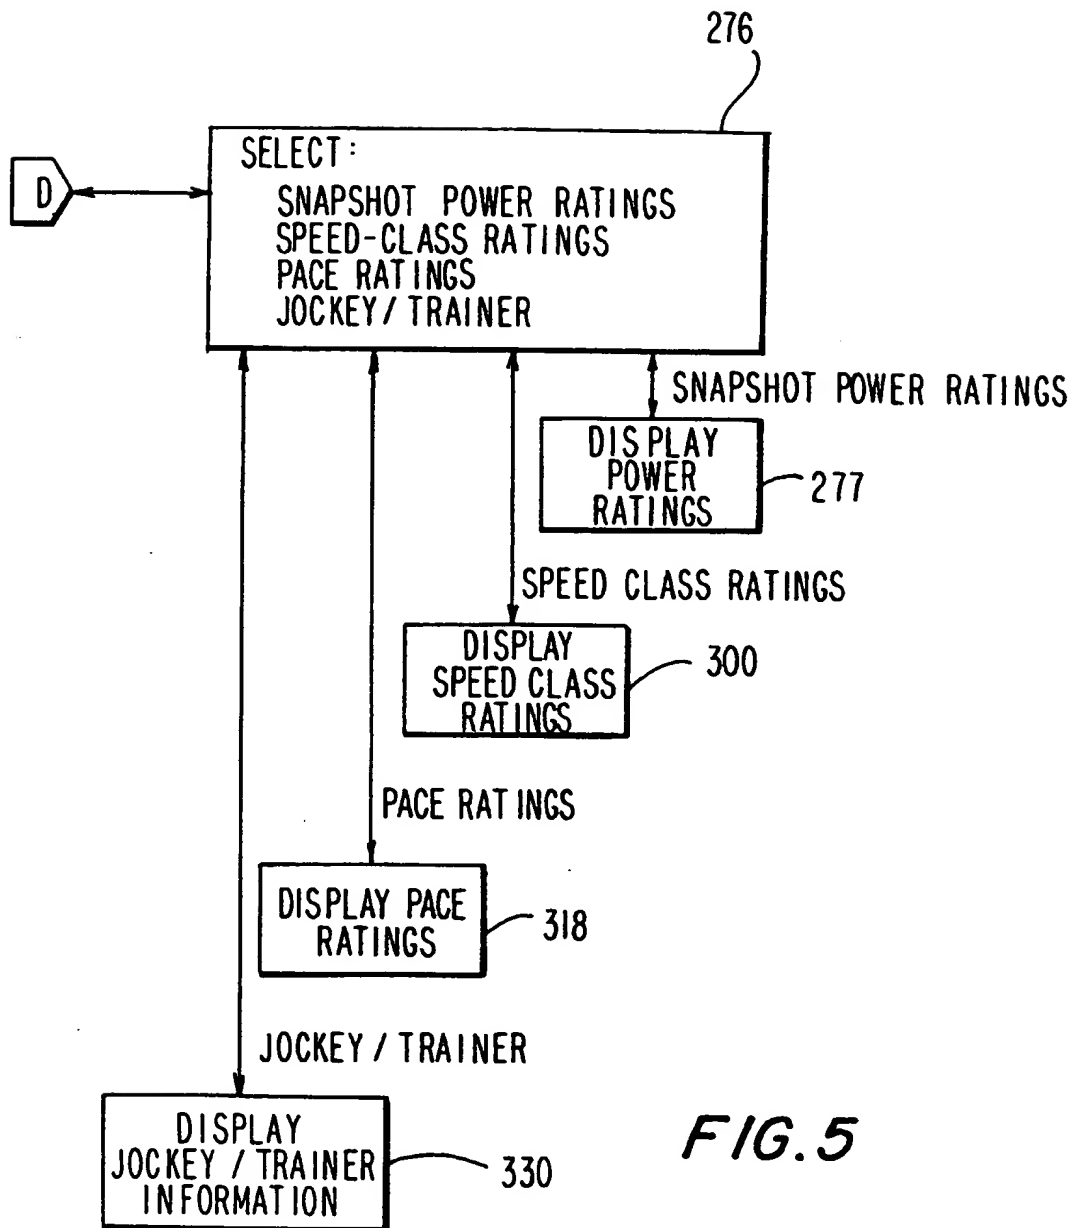 276
D
SELECT:
SNAPSHOT POWER RATINGS
SPEED-CLASS RATINGS
PACE RATINGS
JOCKEY/TRAINER
SNAPSHOT POWER RATINGS
DISPLAY
POWER
RATINGS
277
SPEED CLASS RATINGS
DISPLAY
SPEED CLASS
RATINGS
300
PACE RATINGS
DISPLAY PACE
RATINGS
318
JOCKEY / TRAINER
DISPLAY
JOCKEY / TRAINER
INFORMATION
330
FIG. 5